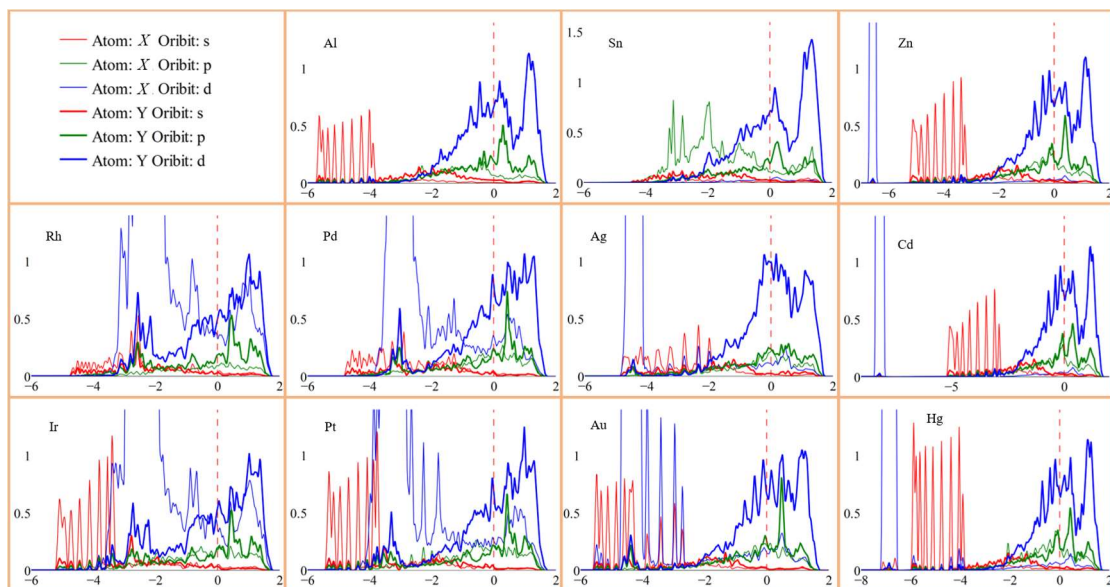 Atom: X Oribit: s
Atom: X Oribit: p
Atom: X Oribit: d
Atom: Y Oribit: s
Atom: Y Oribit: p
Atom: Y Oribit: d
Al
1
0.5
0
−6 −4 −2 0 2
Sn
1.5
1
0.5
0
−6 −4 −2 0
Zn
1
0.5
0
−6 −4 −2 0 2
Rh
1
0.5
0
−6 −4 −2 0 2
Pd
1
0.5
0
−6 −4 −2 0 2
Ag
1
0.5
0
−6 −4 −2 0 2
Cd
1
0.5
0
−5 0
Ir
1
0.5
0
−6 −4 −2 0 2
Pt
1
0.5
0
−6 −4 −2 0 2
Au
1
0.5
0
−6 −4 −2 0 2
Hg
1
0.5
0
−8 −6 −4 −2 0 2